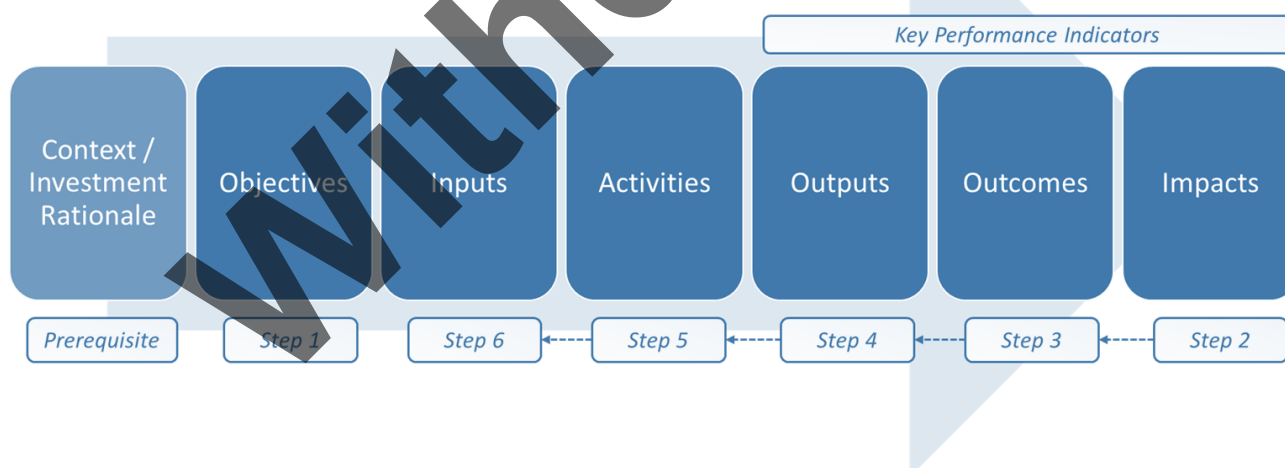 Key Performance Indicators
Context /
Investment
Rationale
Objectives
Inputs
Activities
Outputs
Outcomes
Impacts
Prerequisite
Step 1
Step 6
Step 5
Step 4
Step 3
Step 2